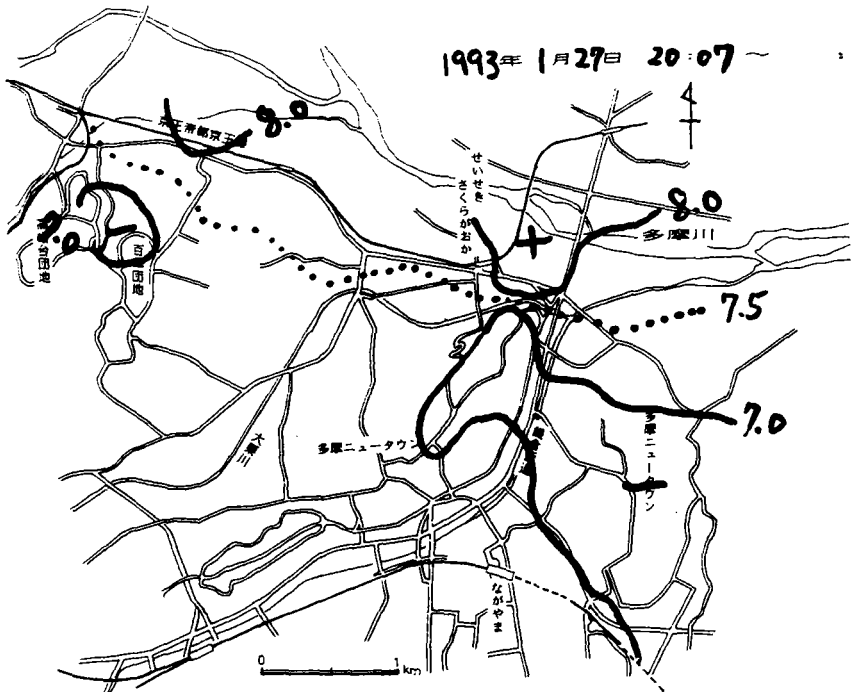 1993年 1月27日 20:07～
8.0
京王帝都京王線
せいせき
さくらがおか
8.0
多摩川
百草団地
7.5
7.0
多摩ニュータウン
大栗川
多摩ニュータウン
ながやま
0 1 km